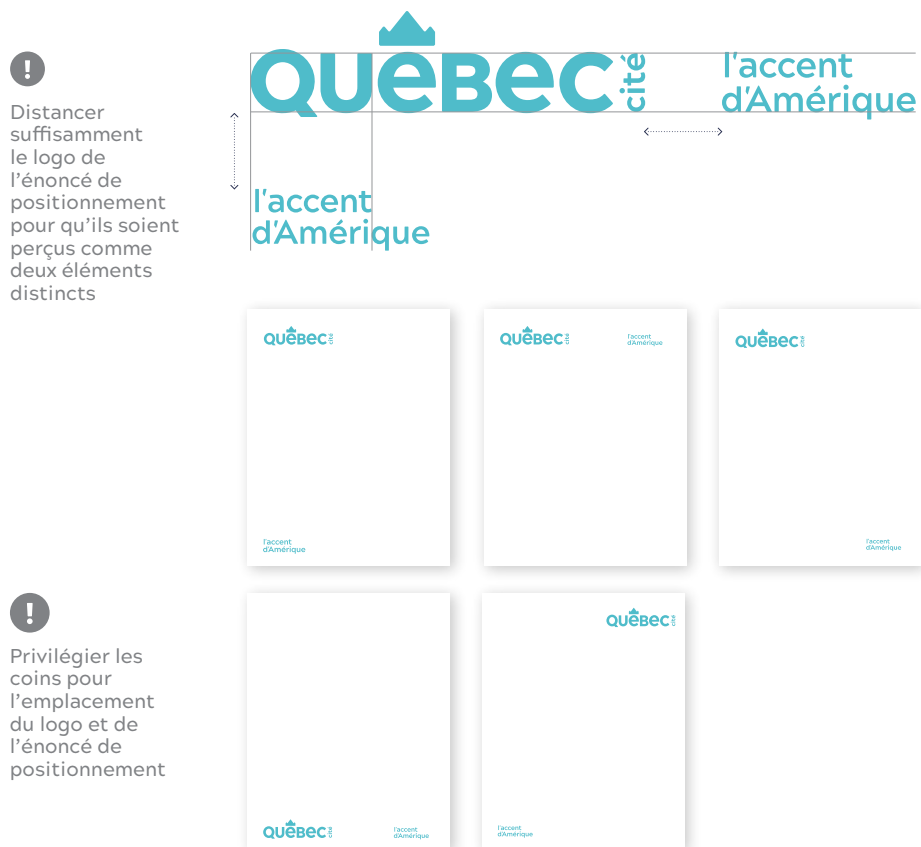 !
Distancer
suffisamment
le logo de
l’énoncé de
positionnement
pour qu’ils soient
perçus comme
deux éléments
distincts
QUÉBEC cité
l'accent
d'Amérique
l'accent
d'Amérique
QUÉBEC cité
l'accent
d'Amérique
QUÉBEC cité
l'accent
d'Amérique
QUÉBEC cité
l'accent
d'Amérique
!
Privilégier les
coins pour
l’emplacement
du logo et de
l’énoncé de
positionnement
QUÉBEC cité
l'accent
d'Amérique
QUÉBEC cité
l'accent
d'Amérique